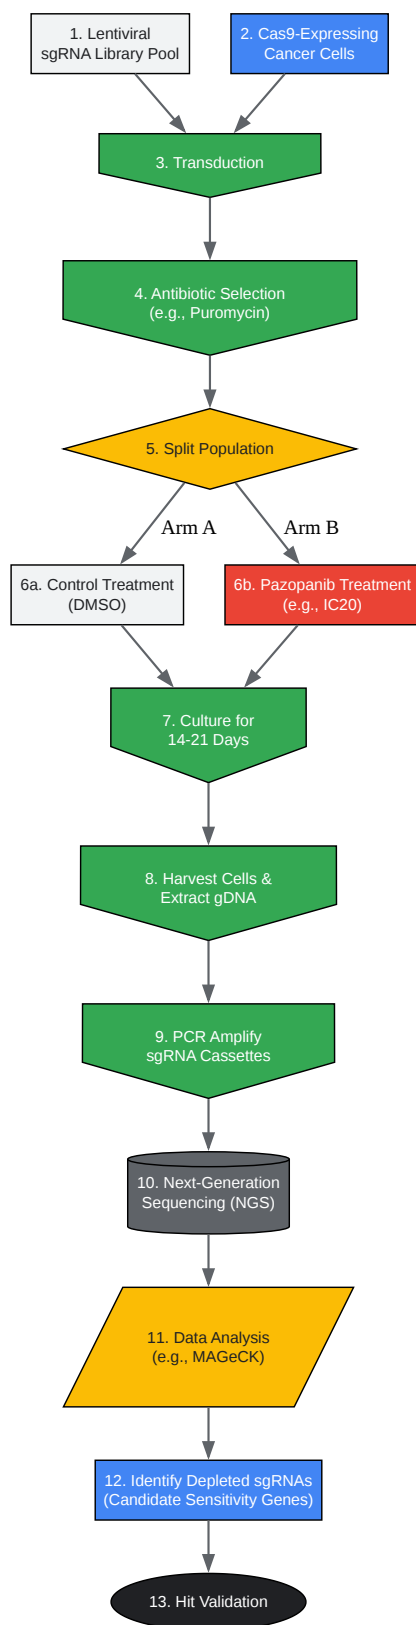 1. Lentiviral
sgRNA Library Pool
2. Cas9-Expressing
Cancer Cells
3. Transduction
4. Antibiotic Selection
(e.g., Puromycin)
5. Split Population
Arm A
Arm B
6a. Control Treatment
(DMSO)
6b. Pazopanib Treatment
(e.g., IC20)
7. Culture for
14-21 Days
8. Harvest Cells &
Extract gDNA
9. PCR Amplify
sgRNA Cassettes
10. Next-Generation
Sequencing (NGS)
11. Data Analysis
(e.g., MAGeCK)
12. Identify Depleted sgRNAs
(Candidate Sensitivity Genes)
13. Hit Validation